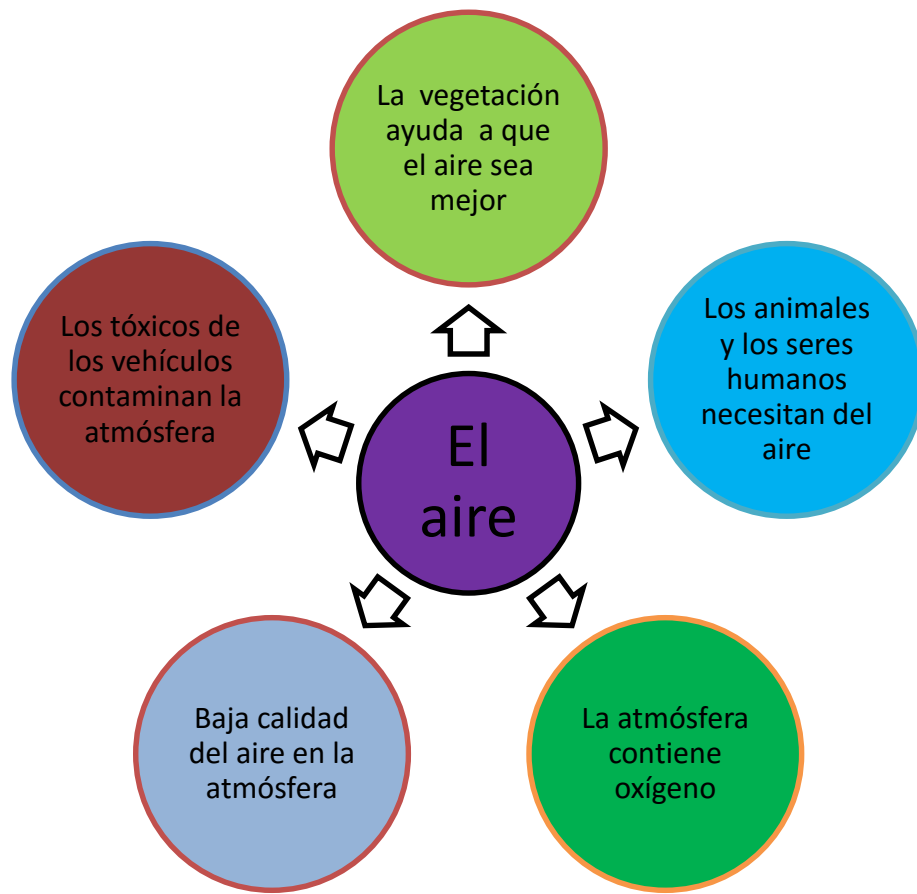 La vegetación
ayuda a que
el aire sea
mejor
Los tóxicos de
los vehículos
contaminan la
atmósfera
Los animales
y los seres
humanos
necesitan del
aire
El
aire
Baja calidad
del aire en la
atmósfera
La atmósfera
contiene
oxígeno